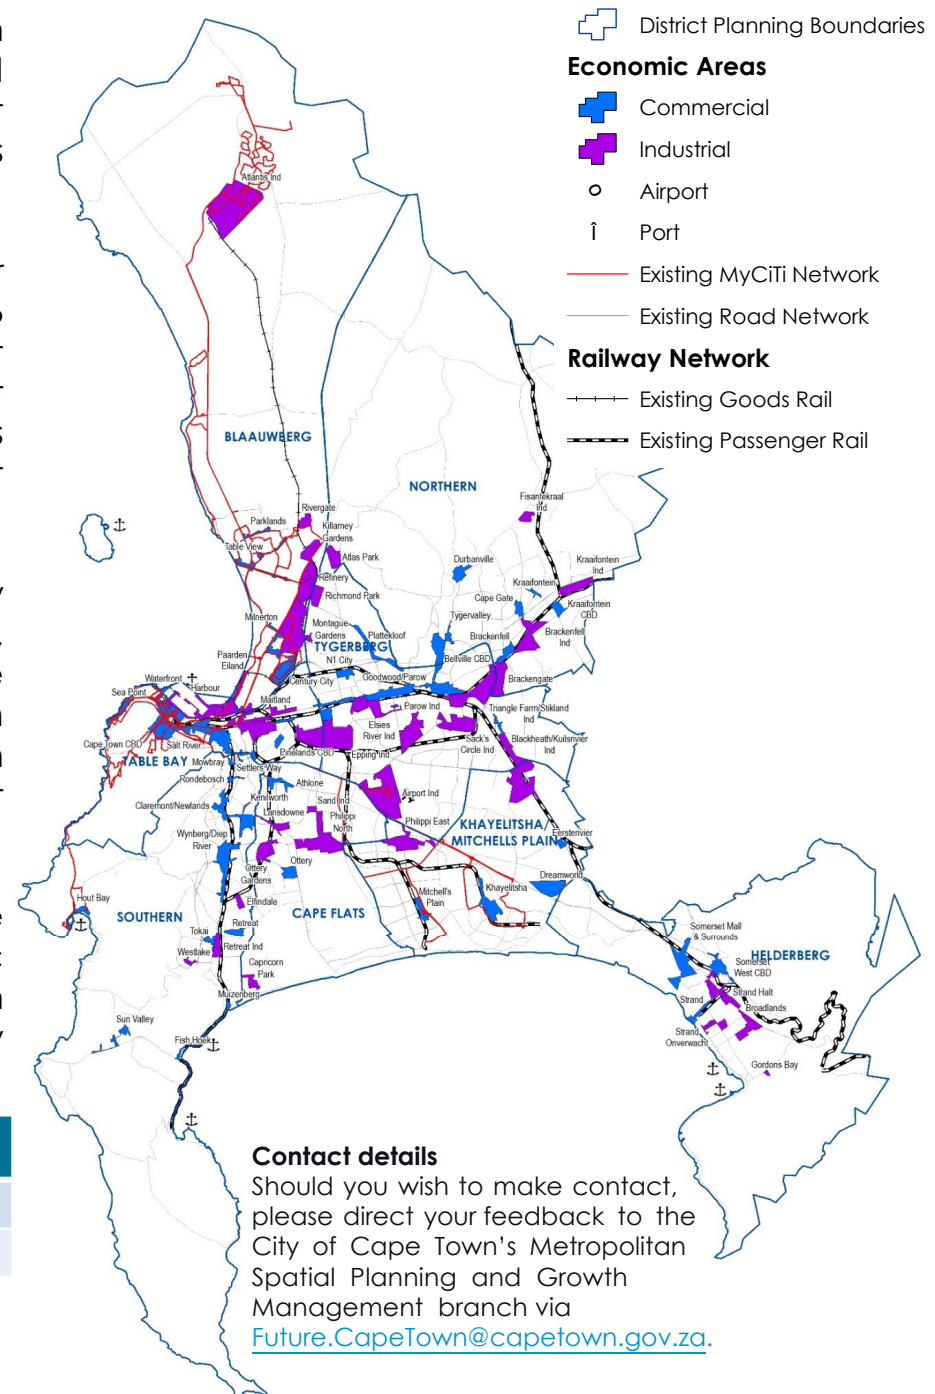 District Planning Boundaries
Economic Areas
Commercial
Industrial
Airport
Port
Existing MyCiTi Network
Existing Road Network
Railway Network
Existing Goods Rail
Existing Passenger Rail
Atlantis Ind
BLAAUWBERG
NORTHERN
Fisantekraal
Ind
Rivergate
Parklands
Killarney
Gardens
Table View
Atlas Park
Refinery
Richmond Park
Durbanville
Kraaifontein
Ind
Kraaifontein
Cape Gate
Kraaifontein
CBD
Milnerton
Montague
Gardens
Plattekloof
Tygervalley
Brackenfell
Brackenfell
Ind
TYGERBERG
N1 City
Bellville CBD
Paarden
Eiland
Century City
Goodwood/Parow
Brackengate
Waterfront
Harbour
Sea Point
Maitland
Parow Ind
Elsies
River Ind
Triangle Farm/Stikland
Ind
Cape Town CBD
Salt River
Pinelands CBD
Epping Ind
Sack's
Circle Ind
Blackheath/Kuilsrivier
Ind
TABLE BAY
Mowbray
Settlers Way
Rondebosch
Athlone
Airport Ind
Claremont/Newlands
Kenilworth
Lansdowne
Sand Ind
Philippi
North
Philippi East
KHAYELITSHA/
MITCHELLS PLAIN
Wynberg/Diep
River
Eerstenvier
Ottery
Ottery
Gardens
Dreamworld
Elfindale
Mitchell's
Plain
Khayelitsha
Hout Bay
SOUTHERN
CAPE FLATS
Retreat
Tokai
Retreat Ind
Westlake
Capricorn
Park
Muizenberg
Somerset Mall
& Surrounds
HELDERBERG
Somerset
West CBD
Strand Halt
Strand
Broadlands
Strand
Onverwacht
Sun Valley
Fish Hoek
Gordons Bay
Contact details
Should you wish to make contact,
please direct your feedback to the
City of Cape Town's Metropolitan
Spatial Planning and Growth
Management branch via
Future.CapeTown@capetown.gov.za.